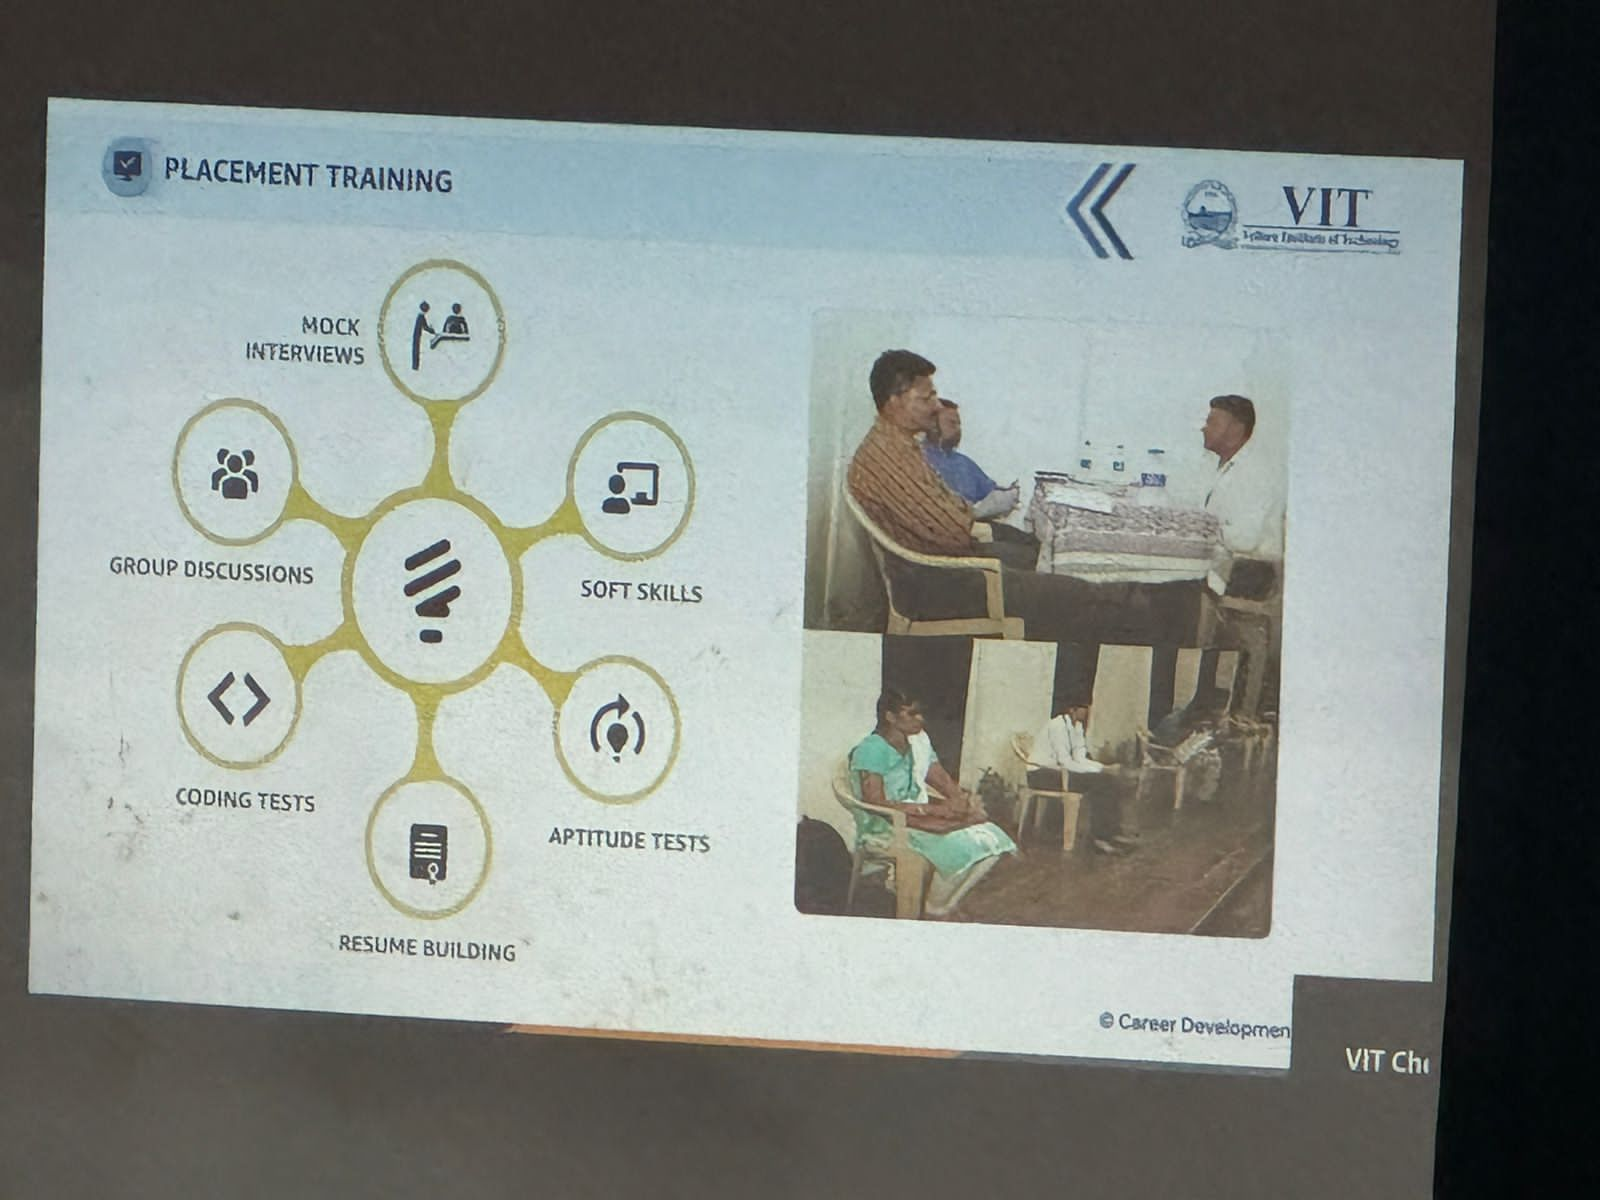 PLACEMENT TRAINING
VIT
Vellore Institute of Technology
MOCK
INTERVIEWS
GROUP DISCUSSIONS
SOFT SKILLS
CODING TESTS
APTITUDE TESTS
RESUME BUILDING
© Career Developmen
VIT Che